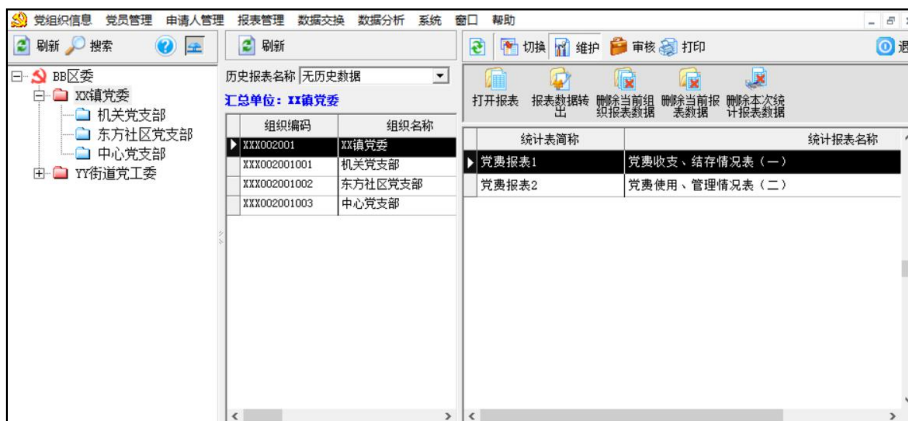 党组织信息 党员管理 申请人管理 报表管理 数据交换 数据分析 系统 窗口 帮助
刷新 搜索
BB区委
XX镇党委
机关党支部
东方社区党支部
中心党支部
YY街道党工委
刷新
历史报表名称 无历史数据
汇总单位：XX镇党委
组织编码 组织名称
XXX002001 XX镇党委
XXX002001001 机关党支部
XXX002001002 东方社区党支部
XXX002001003 中心党支部
切换 维护 审核 打印
打开报表 报表数据转出 删除当前组织报表数据 删除当前报表数据 删除本次统计报表数据
统计表简称 统计报表名称
党费报表1 党费收支、结存情况表（一）
党费报表2 党费使用、管理情况表（二）